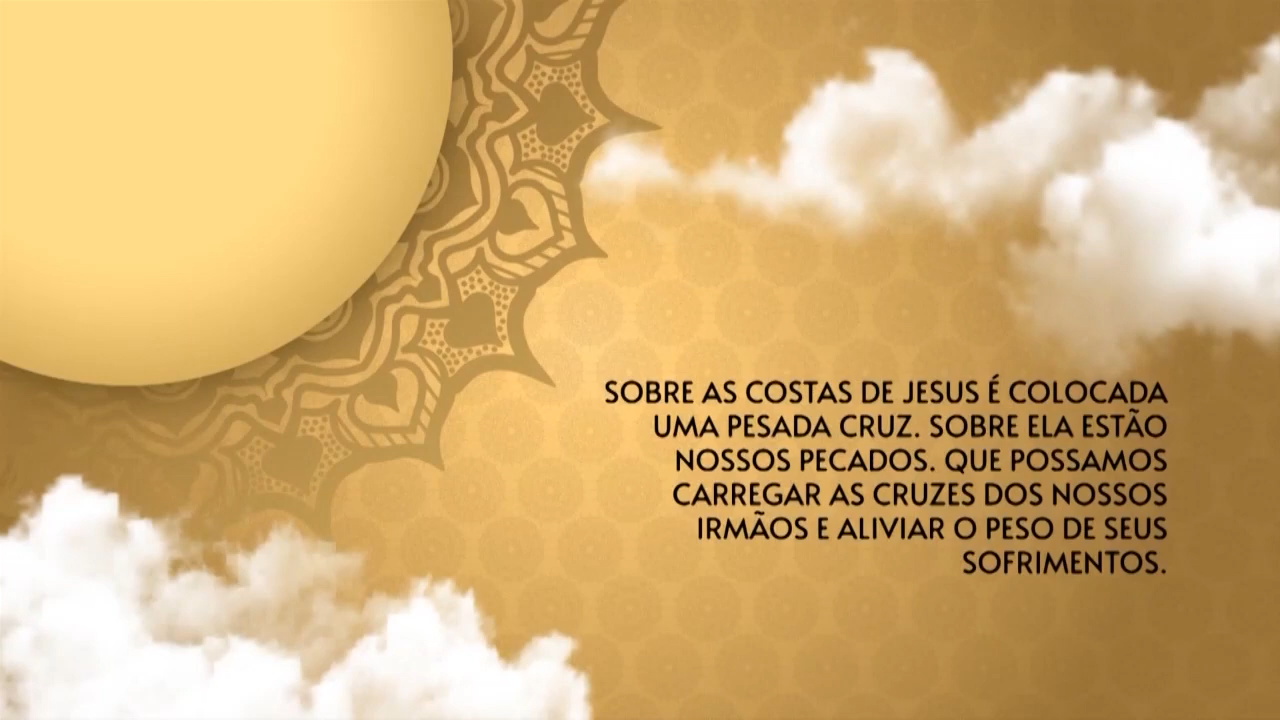 SOBRE AS COSTAS DE JESUS É COLOCADA
UMA PESADA CRUZ. SOBRE ELA ESTÃO
NOSSOS PECADOS. QUE POSSAMOS
CARREGAR AS CRUZES DOS NOSSOS
IRMÃOS E ALIVIAR O PESO DE SEUS
SOFRIMENTOS.